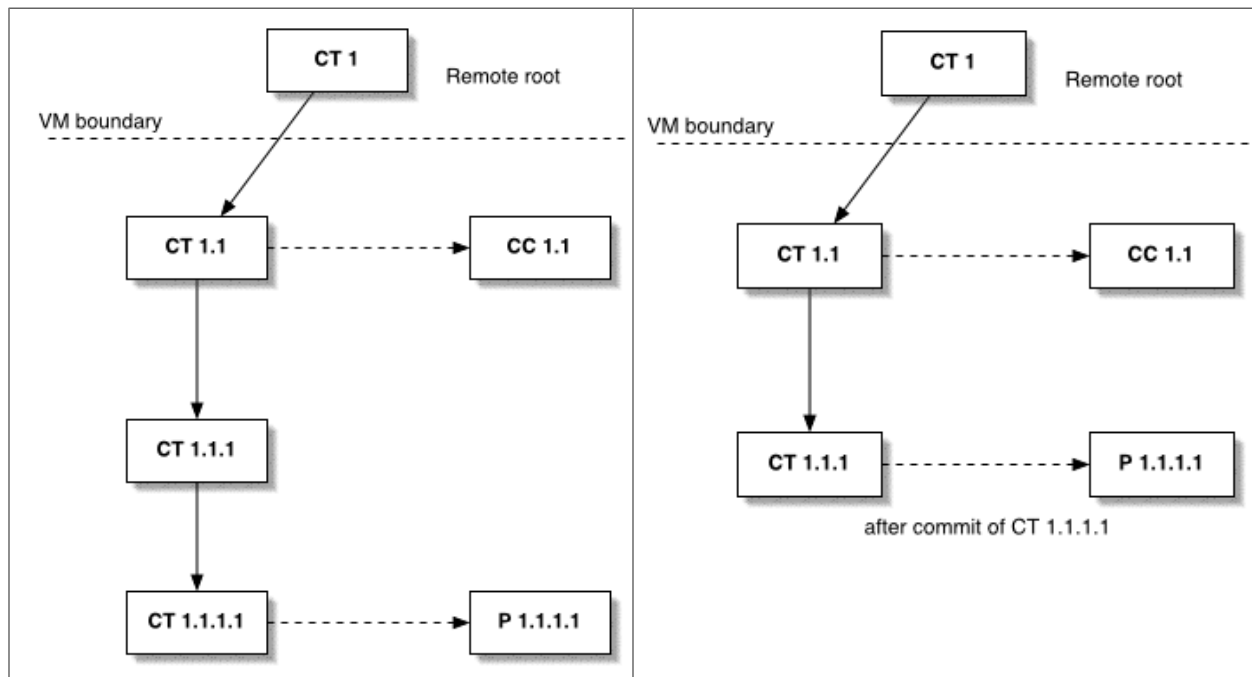 CT 1
Remote root
VM boundary
CT 1.1
CC 1.1
CT 1.1.1
CT 1.1.1.1
P 1.1.1.1
CT 1
Remote root
VM boundary
CT 1.1
CC 1.1
CT 1.1.1
P 1.1.1.1
after commit of CT 1.1.1.1